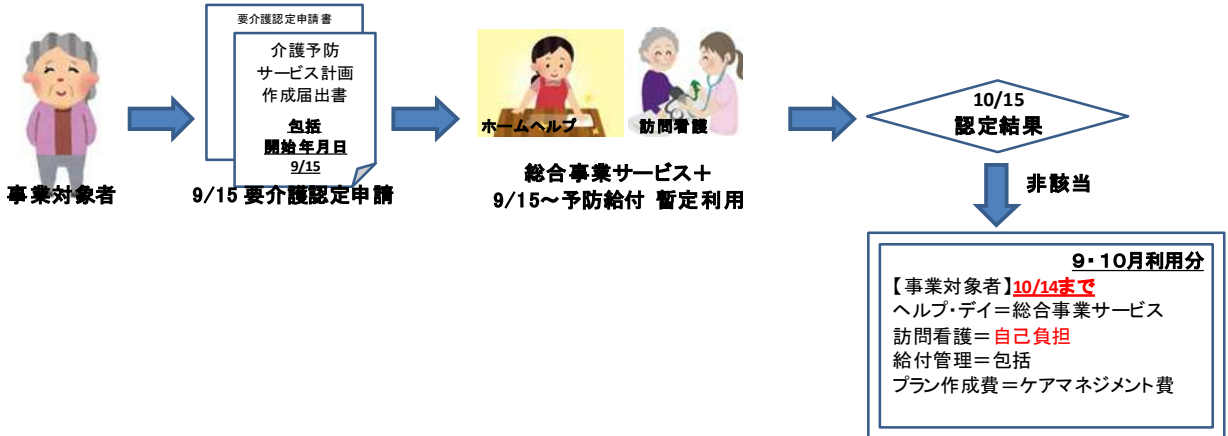 事業対象者
要介護認定申請書
介護予防
サービス計画
作成届出書
包括
開始年月日
9/15
9/15 要介護認定申請
ホームヘルプ
訪問看護
総合事業サービス＋
9/15～予防給付 暫定利用
10/15
認定結果
非該当
9・10月利用分
【事業対象者】10/14まで
ヘルプ・デイ＝総合事業サービス
訪問看護＝自己負担
給付管理＝包括
プラン作成費＝ケアマネジメント費